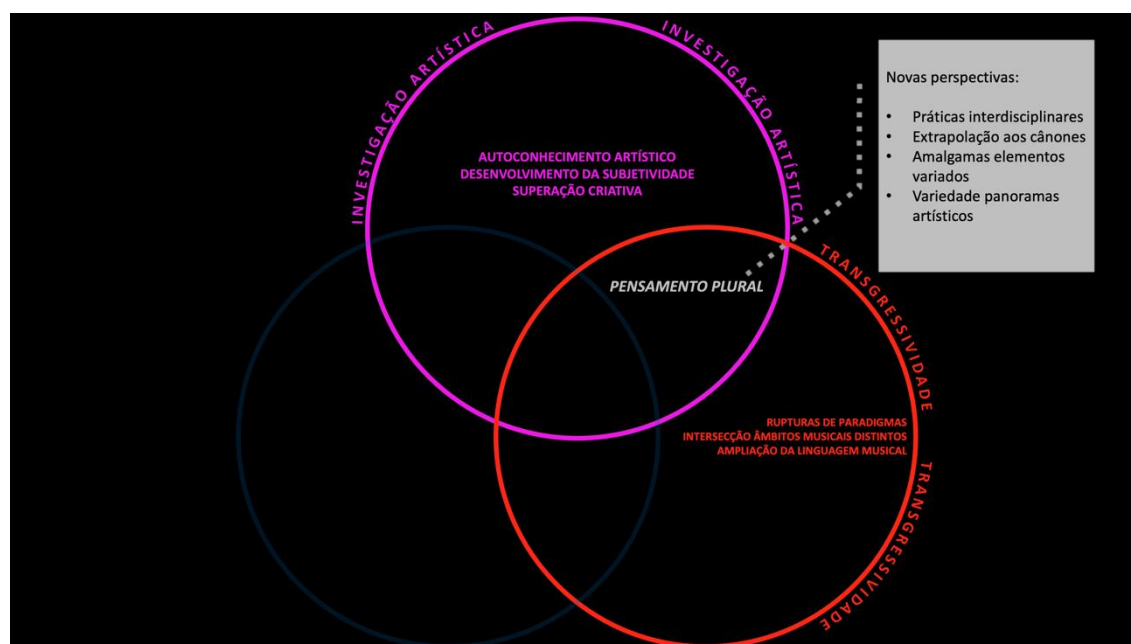 INVESTIGAÇÃO ARTÍSTICA
INVESTIGAÇÃO ARTÍSTICA
AUTOCONHECIMENTO ARTÍSTICO
DESENVOLVIMENTO DA SUBJETIVIDADE
SUPERAÇÃO CRIATIVA
Novas perspectivas:
• Práticas interdisciplinares
• Extrapolação aos cânones
• Amalgamas elementos
variados
• Variedade panoramas
artísticos
PENSAMENTO PLURAL
TRANSGRESSIVIDADE
RUPTURAS DE PARADIGMAS
INTERSECÇÃO ÂMBITOS MUSICAIS DISTINTOS
AMPLIAÇÃO DA LINGUAGEM MUSICAL
TRANSGRESSIVIDADE